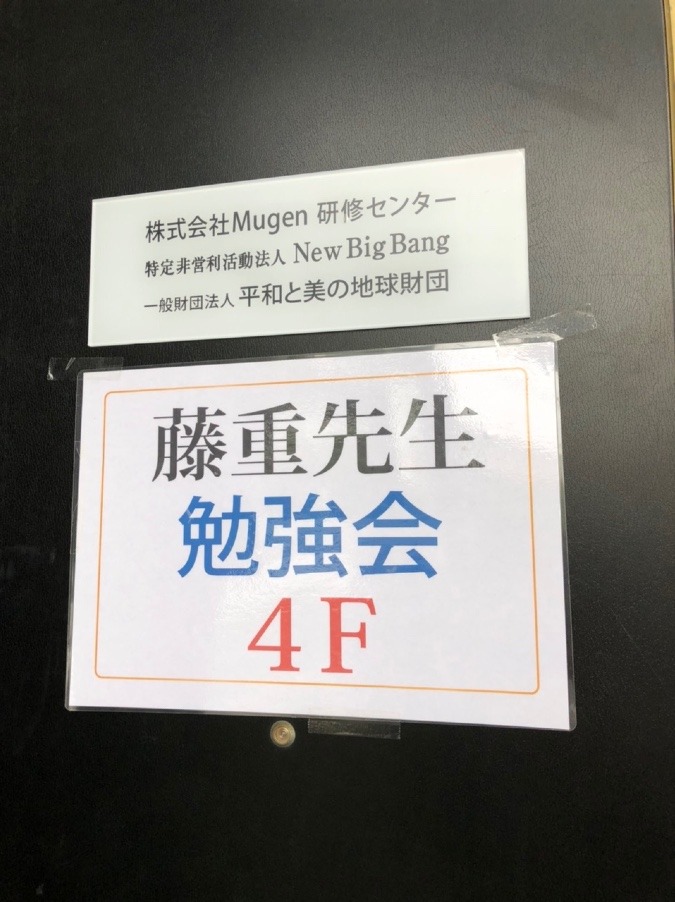 株式会社Mugen 研修センター
特定非営利活動法人 New Big Bang
一般財団法人 平和と美の地球財団
藤重先生
勉強会
4F